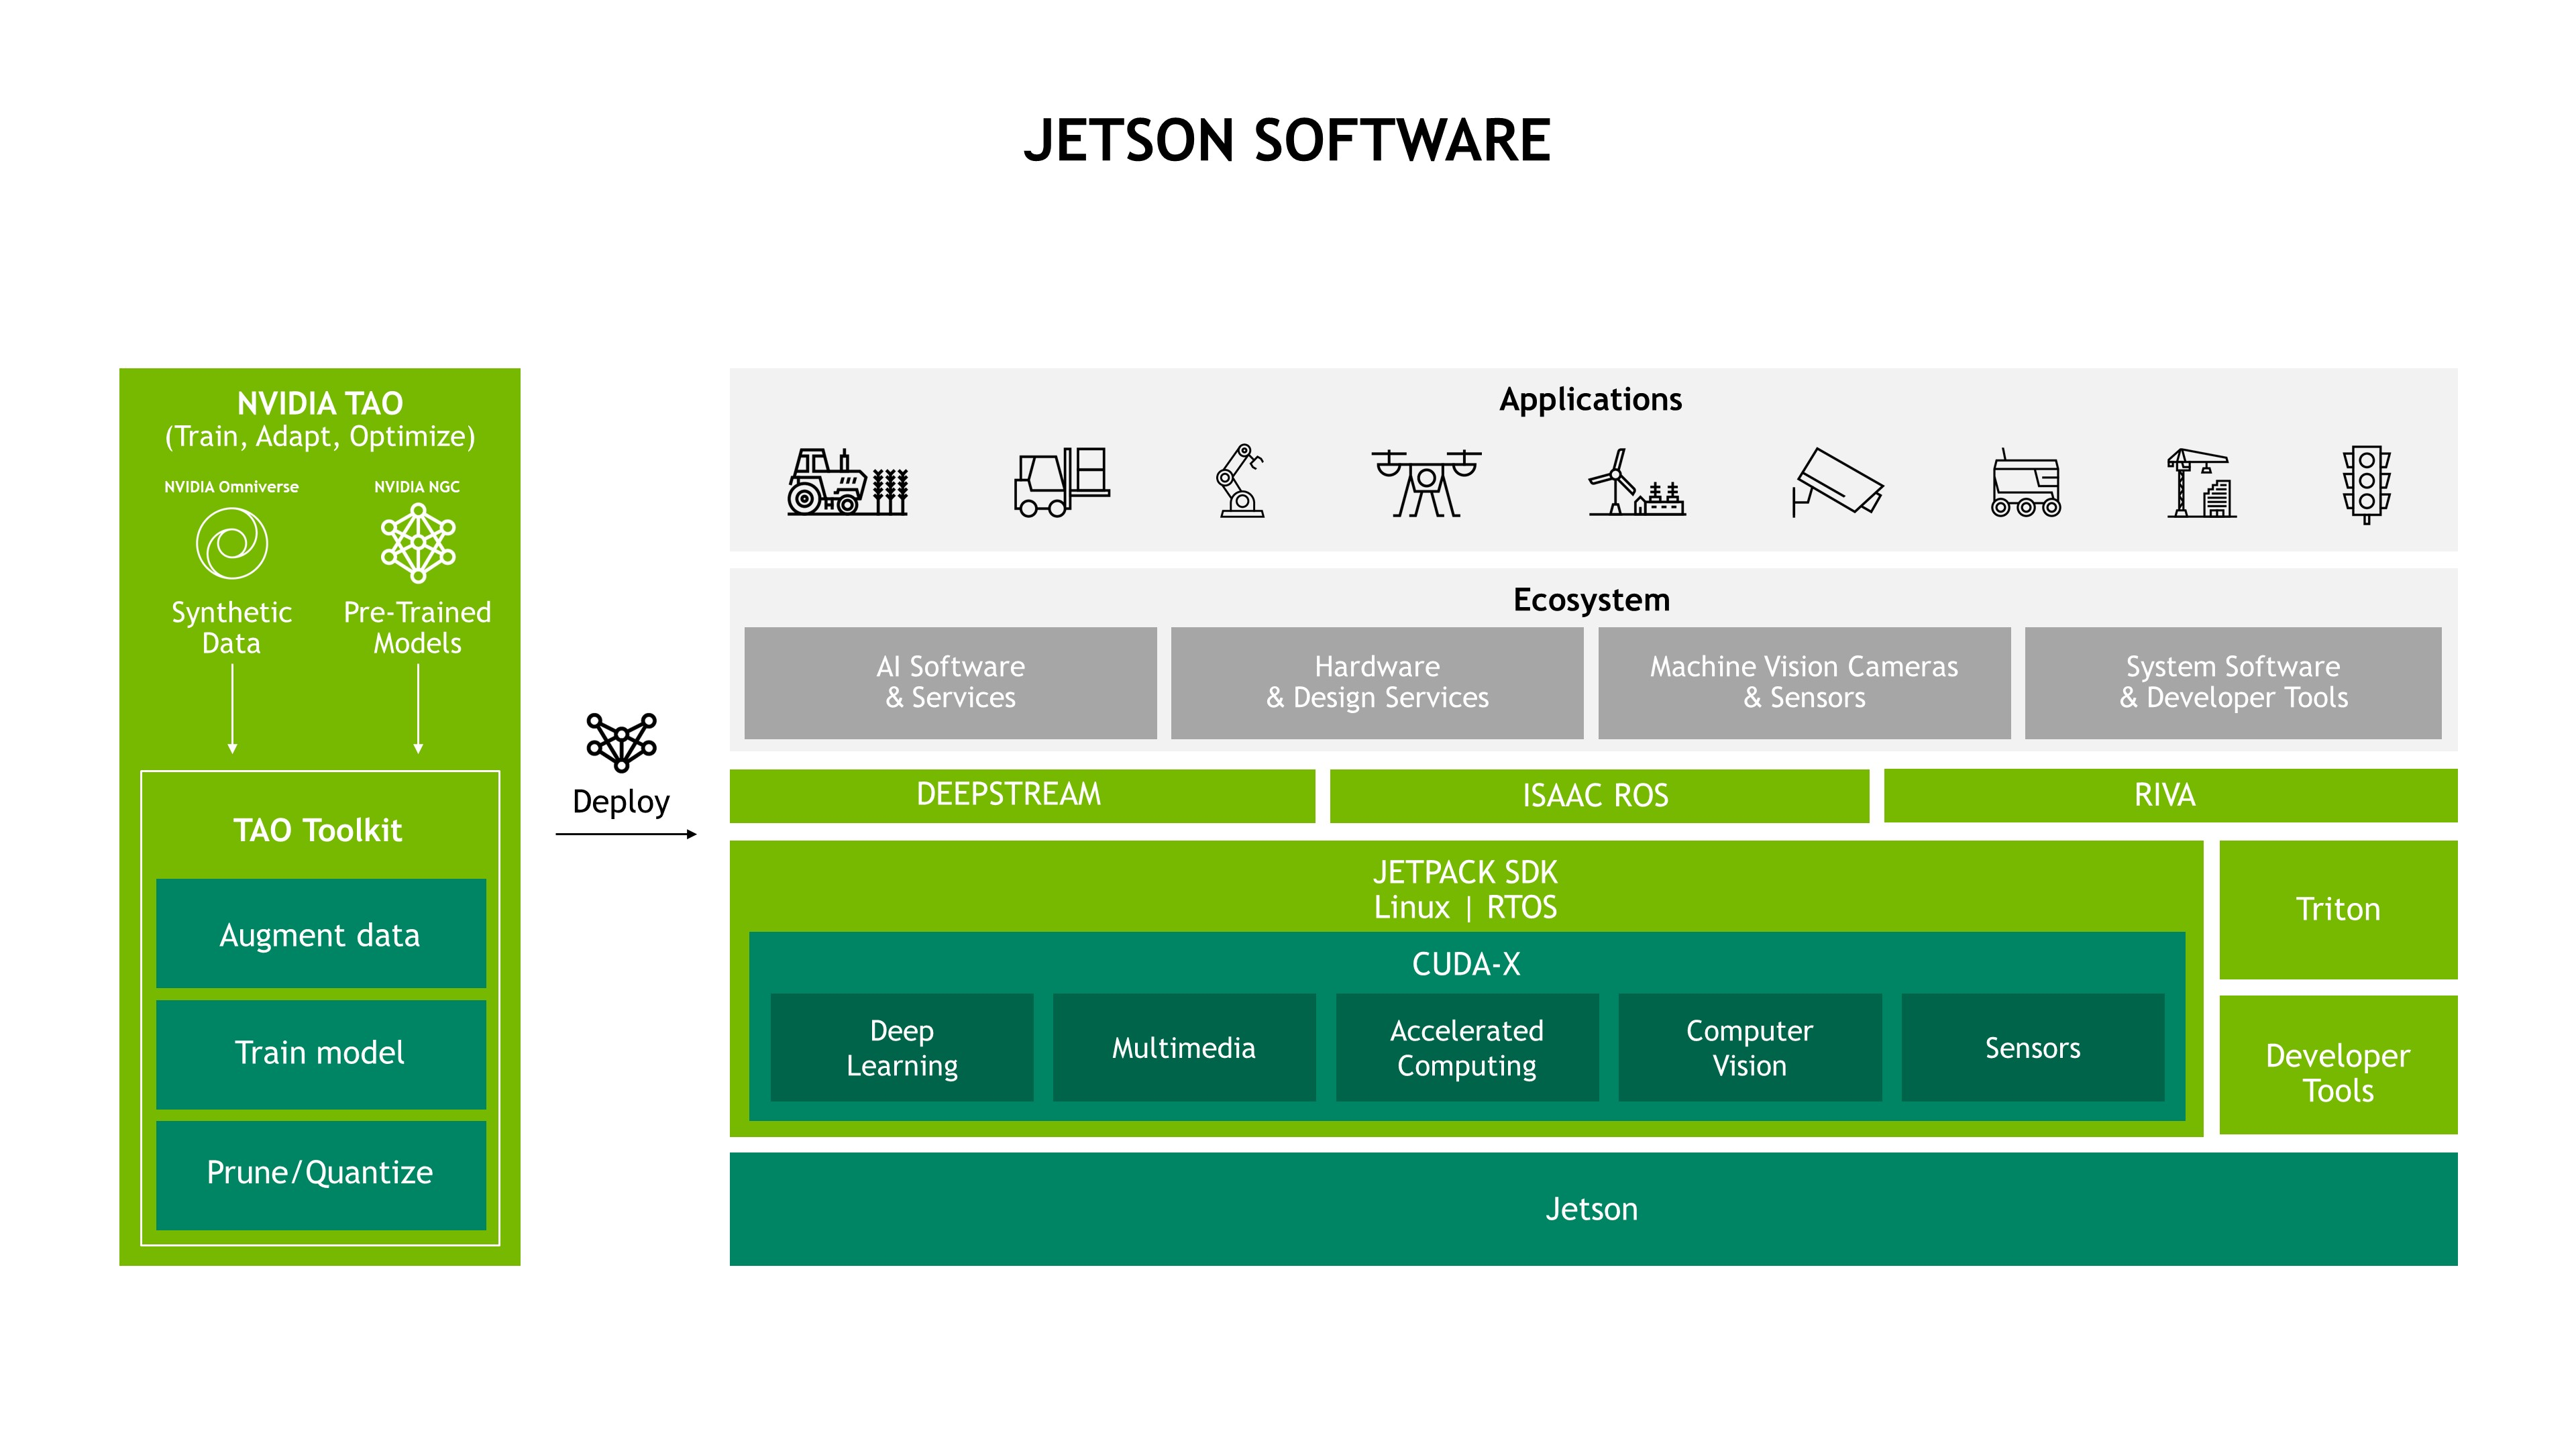 JETSON SOFTWARE
NVIDIA TAO
(Train, Adapt, Optimize)
NVIDIA Omniverse
Synthetic
Data
NVIDIA NGC
Pre-Trained
Models
TAO Toolkit
Augment data
Train model
Prune/Quantize
Deploy
Applications
Ecosystem
AI Software
& Services
Hardware
& Design Services
Machine Vision Cameras
& Sensors
System Software
& Developer Tools
DEEPSTREAM
ISAAC ROS
RIVA
JETPACK SDK
Linux | RTOS
CUDA-X
Deep
Learning
Multimedia
Accelerated
Computing
Computer
Vision
Sensors
Triton
Developer
Tools
Jetson